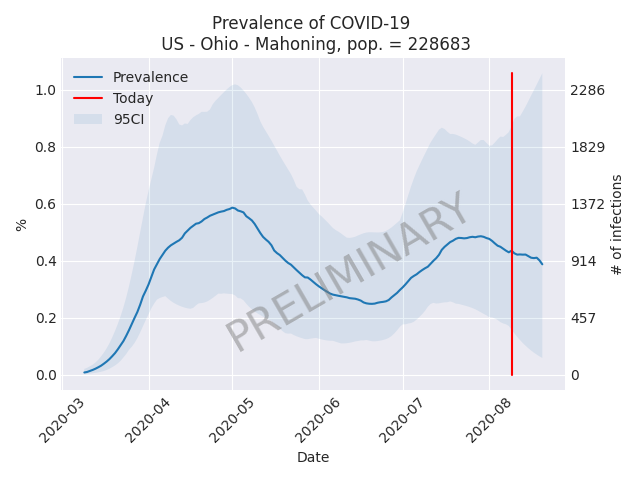 Prevalence of COVID-19
US - Ohio - Mahoning, pop. = 228683
Prevalence
Today
95CI
1.0
0.8
0.6
0.4
0.2
0.0
%
2286
1829
1372
914
457
0
# of infections
PRELIMINARY
2020-03
2020-04
2020-05
2020-06
2020-07
2020-08
Date